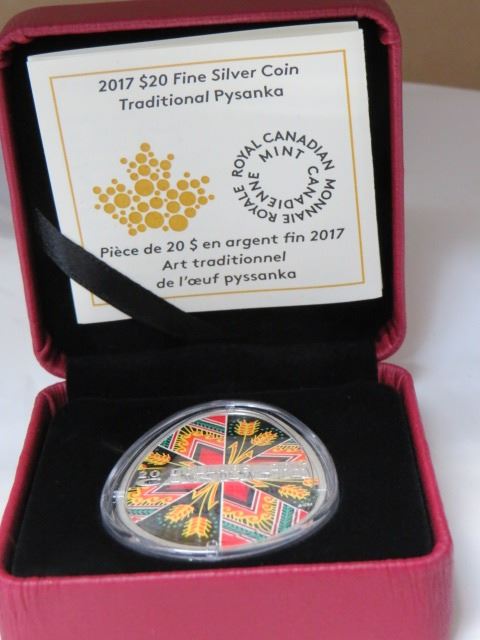 2017 $20 Fine Silver Coin
Traditional Pysanka
ROYAL CANADIAN MINT
MONNAIE ROYALE CANADIENNE
Pièce de 20 $ en argent fin 2017
Art traditionnel
de l'œuf pyssanka